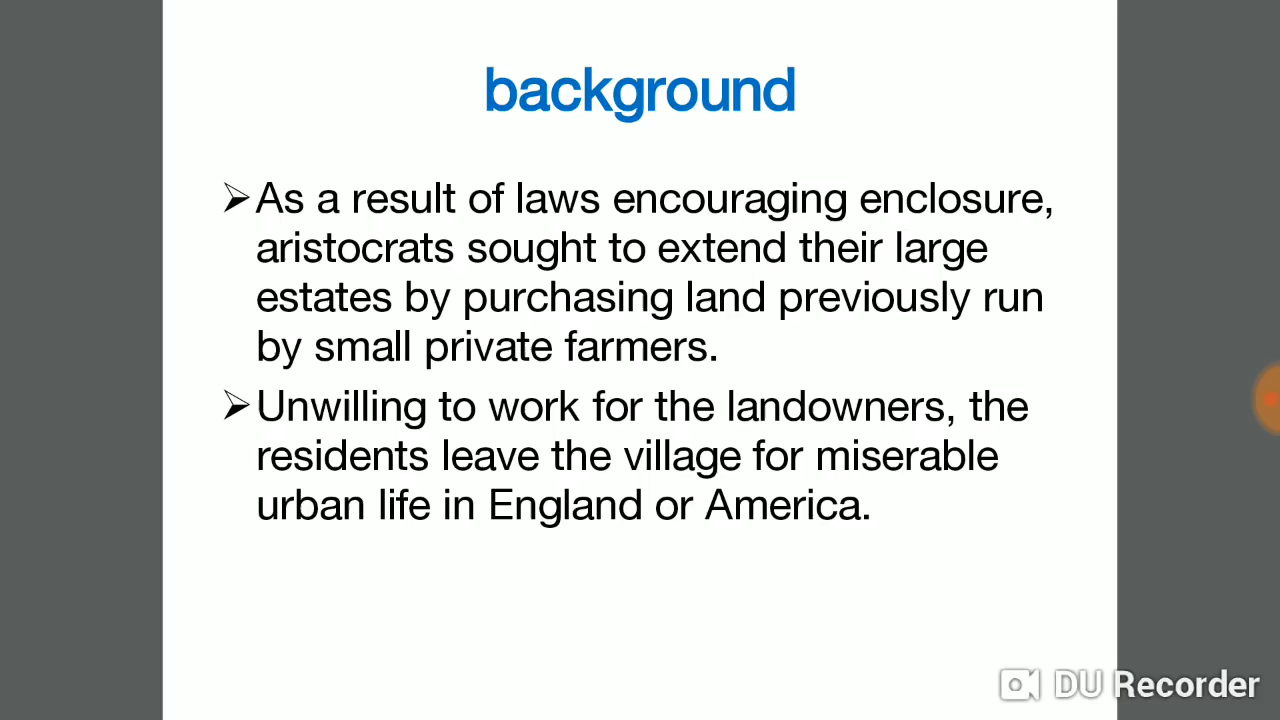 background
➢As a result of laws encouraging enclosure,
aristocrats sought to extend their large
estates by purchasing land previously run
by small private farmers.
➢Unwilling to work for the landowners, the
residents leave the village for miserable
urban life in England or America.
DU Recorder